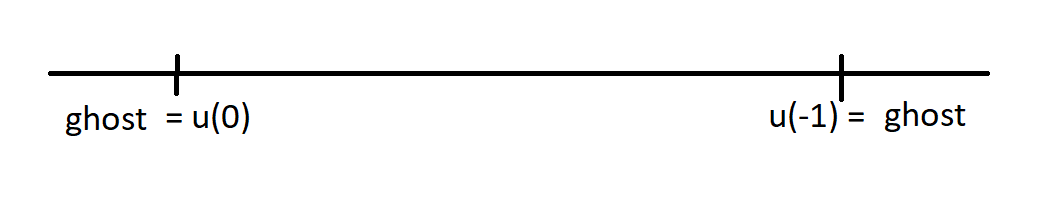 ghost = u(0)
u(-1) = ghost